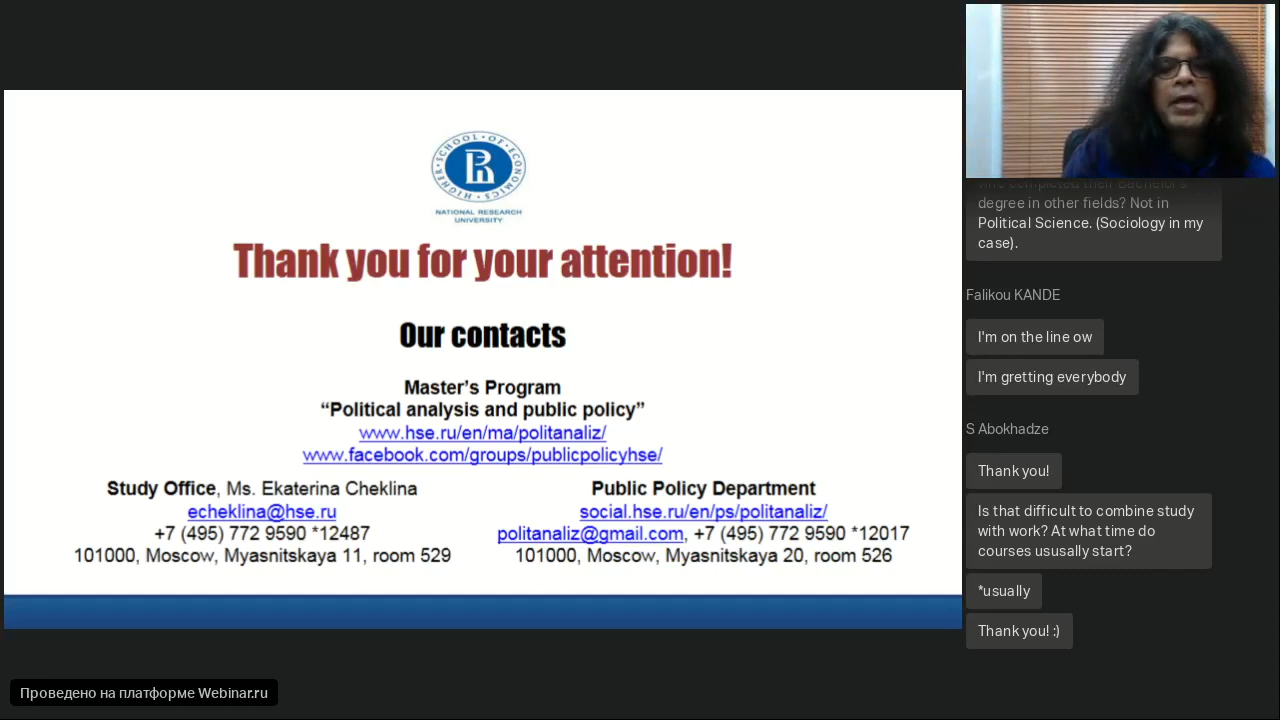 HIGHER · SCHOOL · OF · ECONOMICS
NATIONAL RESEARCH
UNIVERSITY
Thank you for your attention!
Our contacts
Master's Program
“Political analysis and public policy”
www.hse.ru/en/ma/politanaliz/
www.facebook.com/groups/publicpolicyhse/
Study Office, Ms. Ekaterina Cheklina
echeklina@hse.ru
+7 (495) 772 9590 *12487
101000, Moscow, Myasnitskaya 11, room 529
Public Policy Department
social.hse.ru/en/ps/politanaliz/
politanaliz@gmail.com, +7 (495) 772 9590 *12017
101000, Moscow, Myasnitskaya 20, room 526
who completed their Bachelor's
degree in other fields? Not in
Political Science. (Sociology in my
case).
Falikou KANDE
I'm on the line ow
I'm gretting everybody
S Abokhadze
Thank you!
Is that difficult to combine study
with work? At what time do
courses ususally start?
*usually
Thank you! :)
Проведено на платформе Webinar.ru